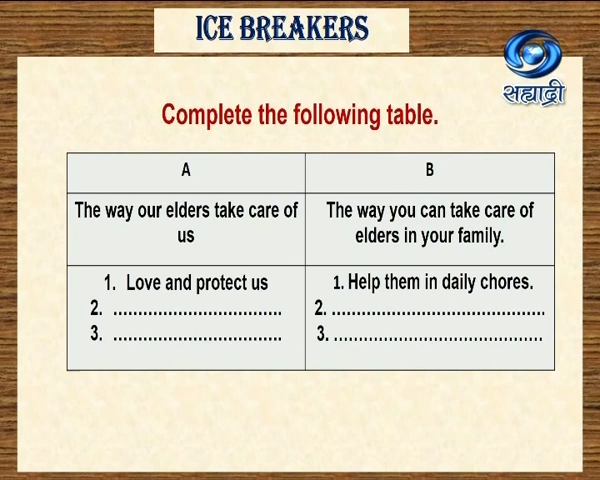 ICE BREAKERS
सह्याद्री
Complete the following table.
A
B
The way our elders take care of
us
The way you can take care of
elders in your family.
1. Love and protect us
2. ..................................
3. ..................................
1. Help them in daily chores.
2. ...........................................
3. ..........................................